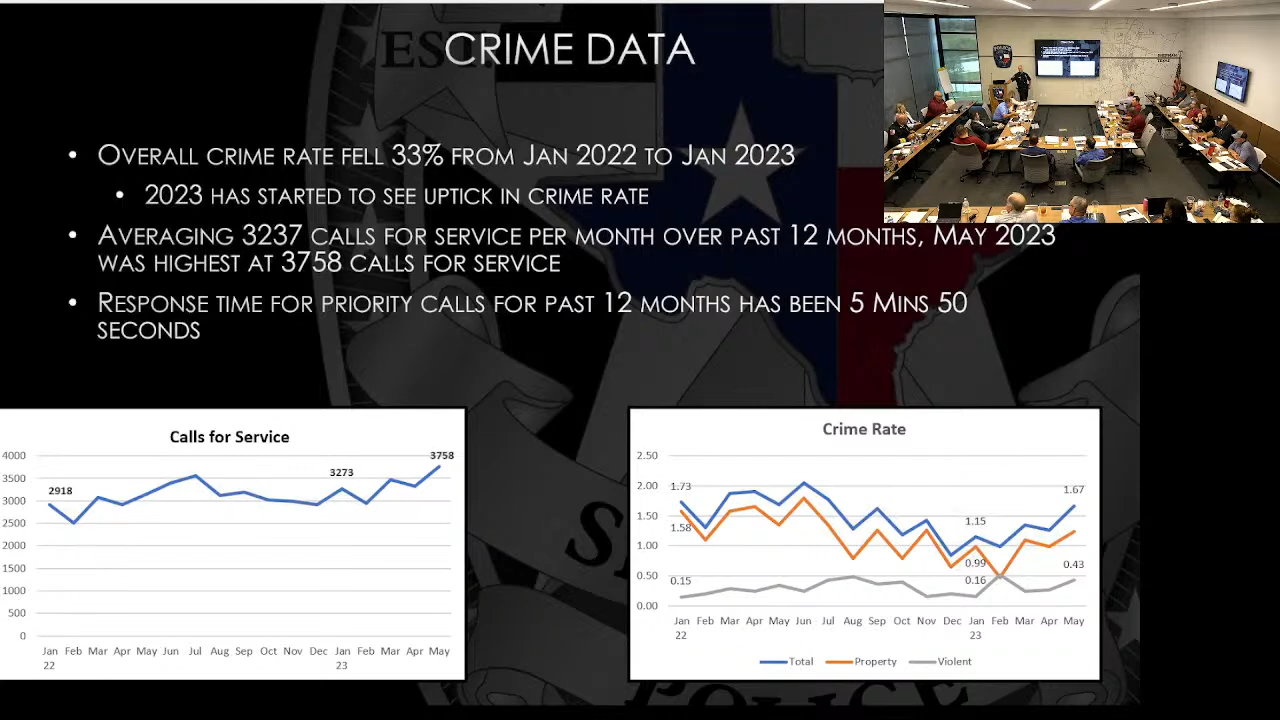 CRIME DATA
• OVERALL CRIME RATE FELL 33% FROM JAN 2022 TO JAN 2023
• 2023 HAS STARTED TO SEE UPTICK IN CRIME RATE
• AVERAGING 3237 CALLS FOR SERVICE PER MONTH OVER PAST 12 MONTHS, MAY 2023
WAS HIGHEST AT 3758 CALLS FOR SERVICE
• RESPONSE TIME FOR PRIORITY CALLS FOR PAST 12 MONTHS HAS BEEN 5 MINS 50
SECONDS
Calls for Service
4000
3500
3000
2500
2000
1500
1000
500
0
2918
3273
3758
Jan Feb Mar Apr May Jun Jul Aug Sep Oct Nov Dec Jan Feb Mar Apr May
22 23
Crime Rate
2.50
2.00
1.50
1.00
0.50
0.00
1.73
1.58
0.15
1.15
0.99
0.16
1.67
0.43
Jan Feb Mar Apr May Jun Jul Aug Sep Oct Nov Dec Jan Feb Mar Apr May
22 23
Total Property Violent
POLICE